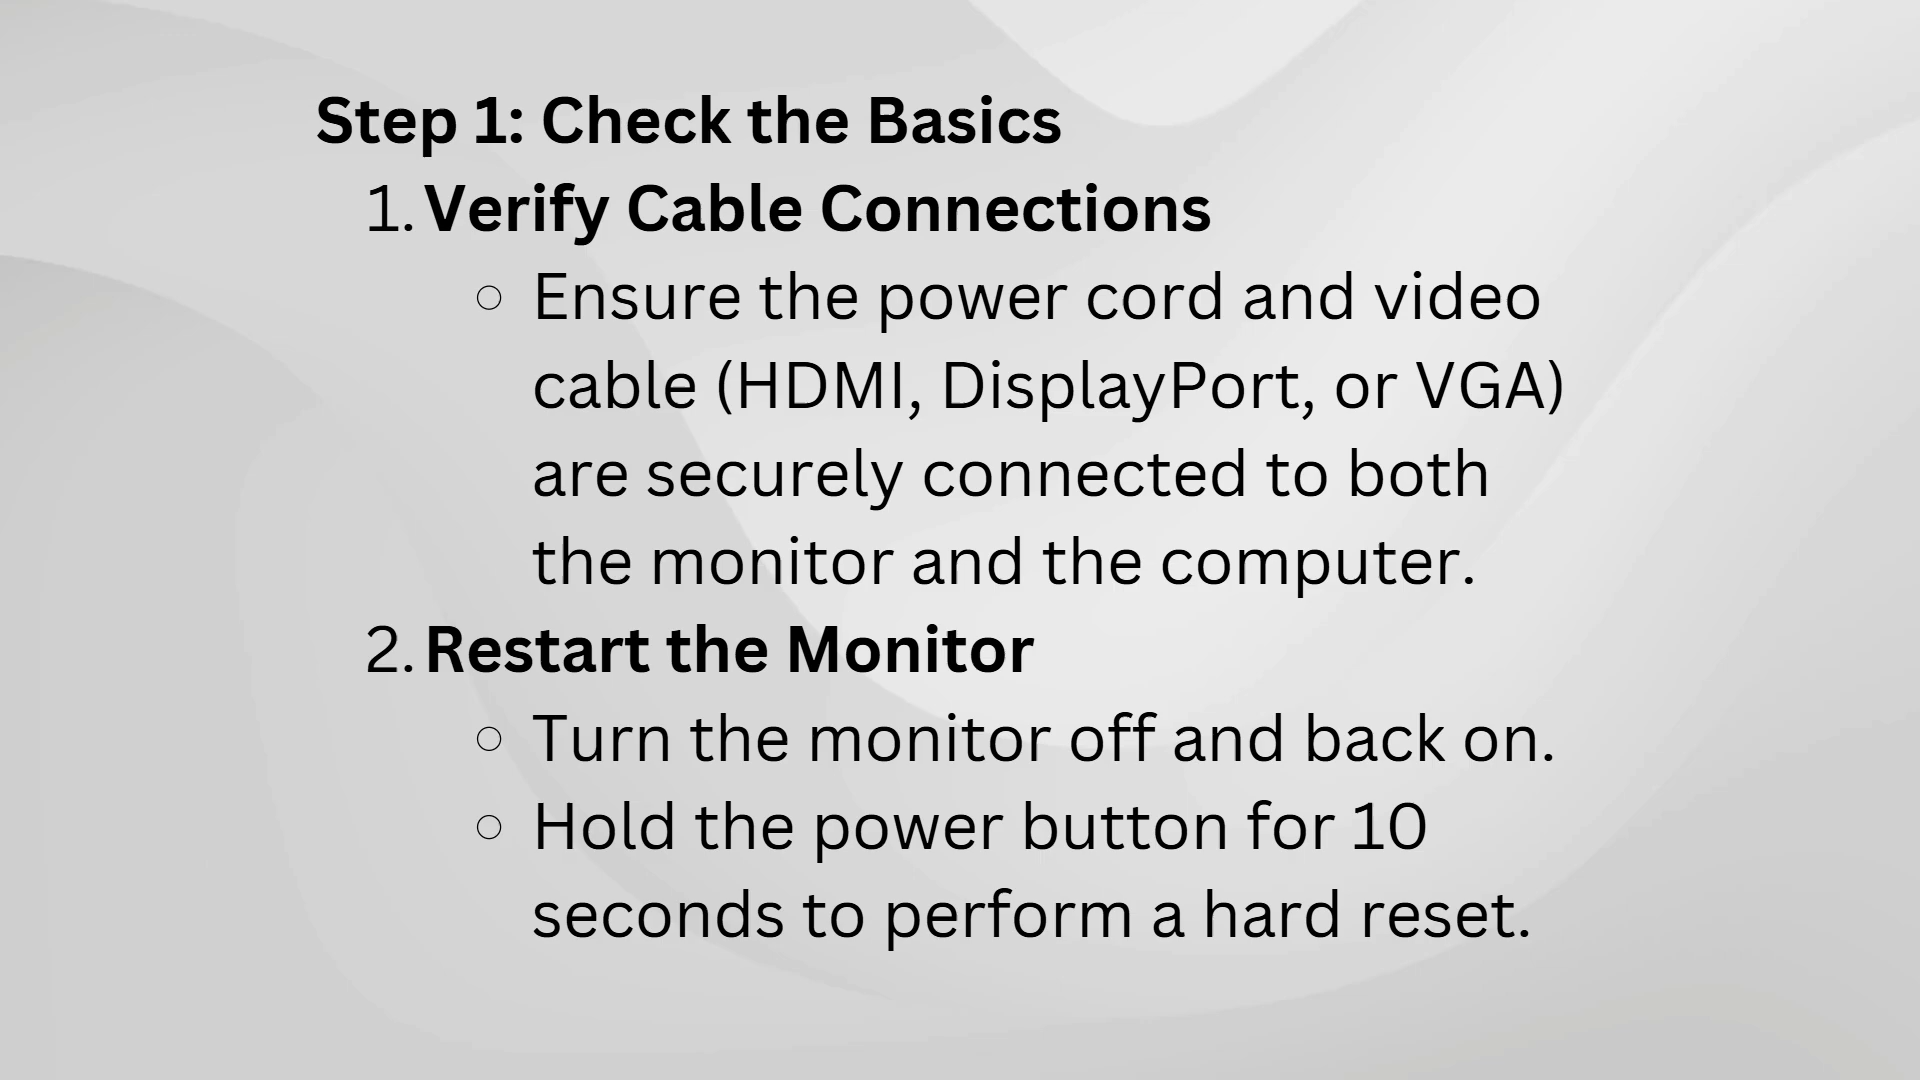 Step 1: Check the Basics
1. Verify Cable Connections
○ Ensure the power cord and video
cable (HDMI, DisplayPort, or VGA)
are securely connected to both
the monitor and the computer.
2. Restart the Monitor
○ Turn the monitor off and back on.
○ Hold the power button for 10
seconds to perform a hard reset.